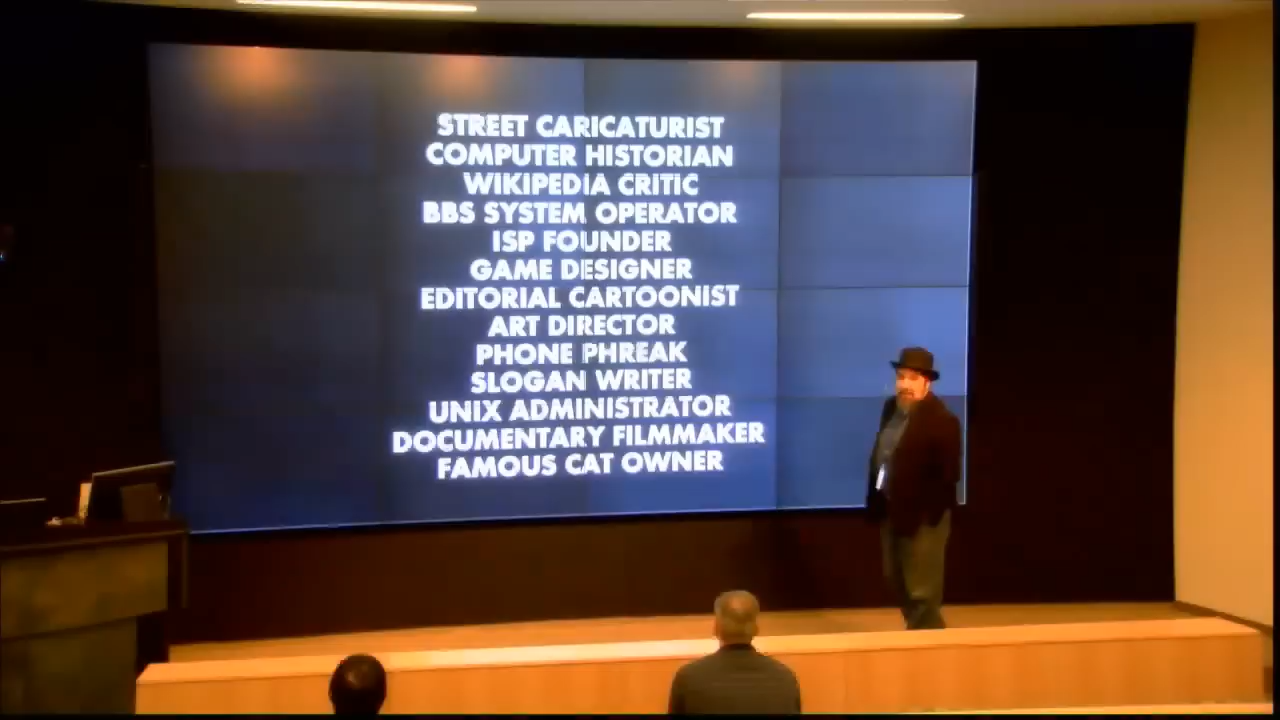 STREET CARICATURIST
COMPUTER HISTORIAN
WIKIPEDIA CRITIC
BBS SYSTEM OPERATOR
ISP FOUNDER
GAME DESIGNER
EDITORIAL CARTOONIST
ART DIRECTOR
PHONE PHREAK
SLOGAN WRITER
UNIX ADMINISTRATOR
DOCUMENTARY FILMMAKER
FAMOUS CAT OWNER